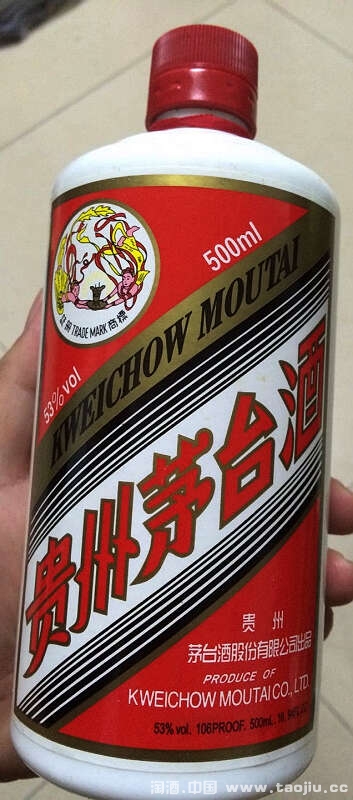 500ml
註冊 TRADE MARK 商標
53%vol
KWEICHOW MOUTAI
贵州茅台酒
贵州
茅台酒股份有限公司出品
PRODUCE OF
KWEICHOW MOUTAI CO., LTD.
53% vol. 106PROOF. 500mL.
淘酒.中国 www.taojiu.cc